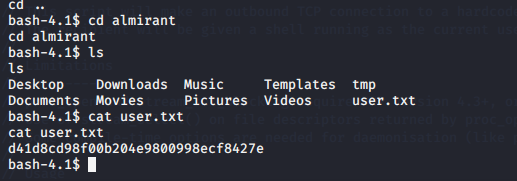 cd ..
bash-4.1$ cd almirant
cd almirant
bash-4.1$ ls
ls
Desktop    Downloads  Music     Templates  tmp
Documents  Movies     Pictures  Videos     user.txt
bash-4.1$ cat user.txt
cat user.txt
d41d8cd98f00b204e9800998ecf8427e
bash-4.1$